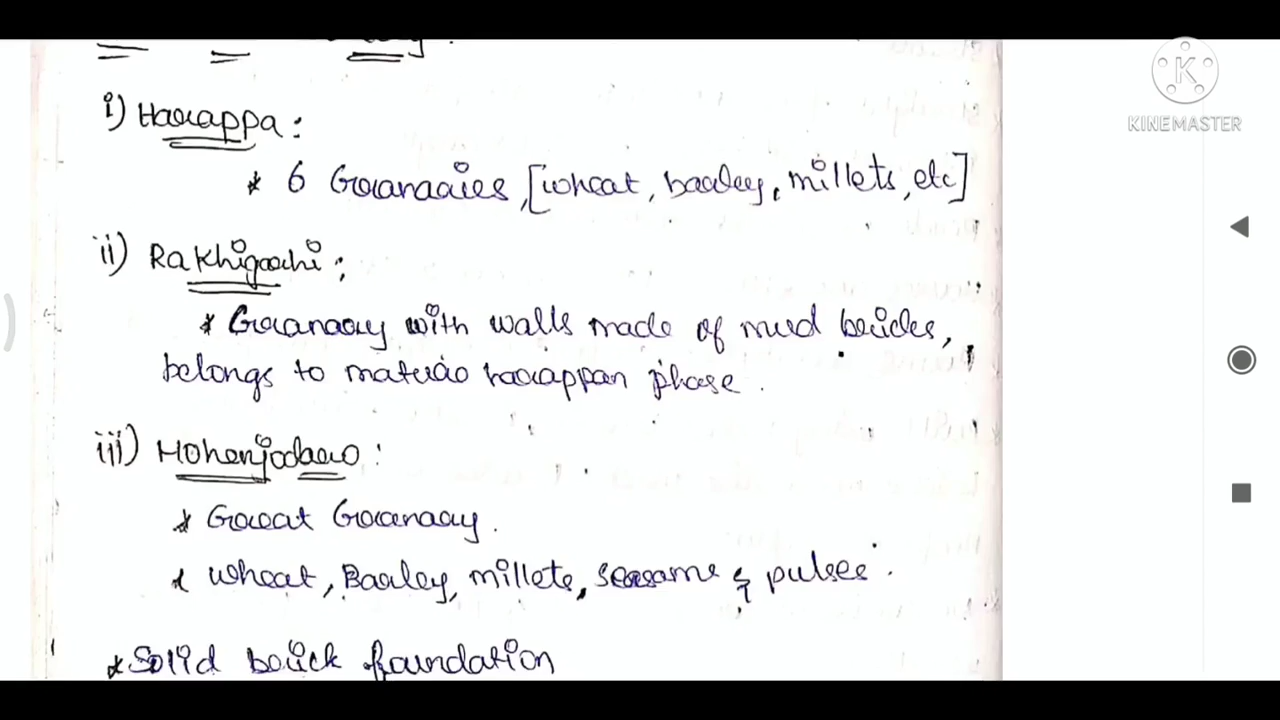 i) Harappa:
* 6 Granaries, [wheat, barley, millets, etc]
ii) Rakhigarhi:
* Granary with walls made of mud bricks,
belongs to mature harappan phase.
iii) Mohenjodaro:
* Great Granary.
* Wheat, Barley, millets, seasame & pulses.
* Solid brick foundation
K
KINEMASTER